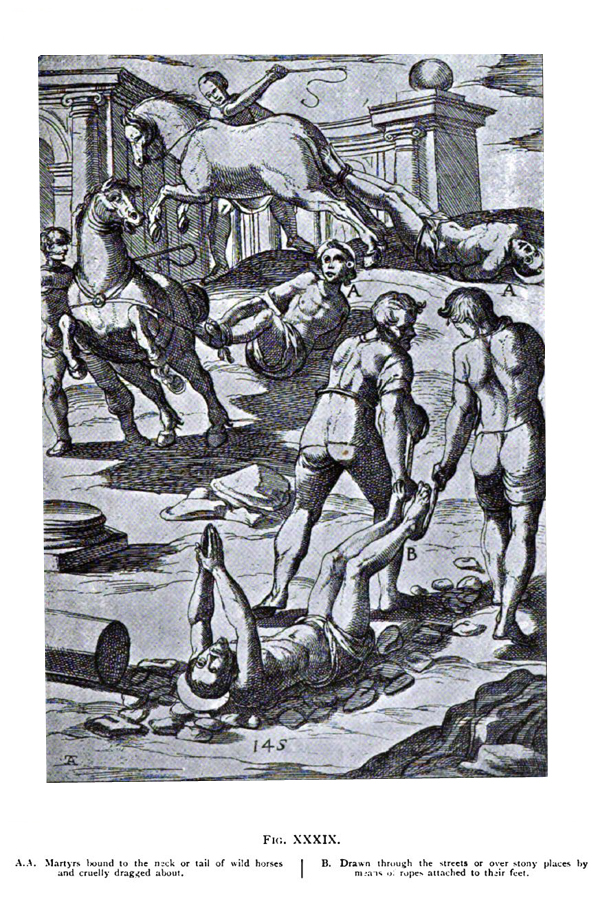 A
A
B
145
FIG. XXXIX.
A.A. Martyrs bound to the neck or tail of wild horses
and cruelly dragged about.
B. Drawn through the streets or over stony places by
means of ropes attached to their feet.